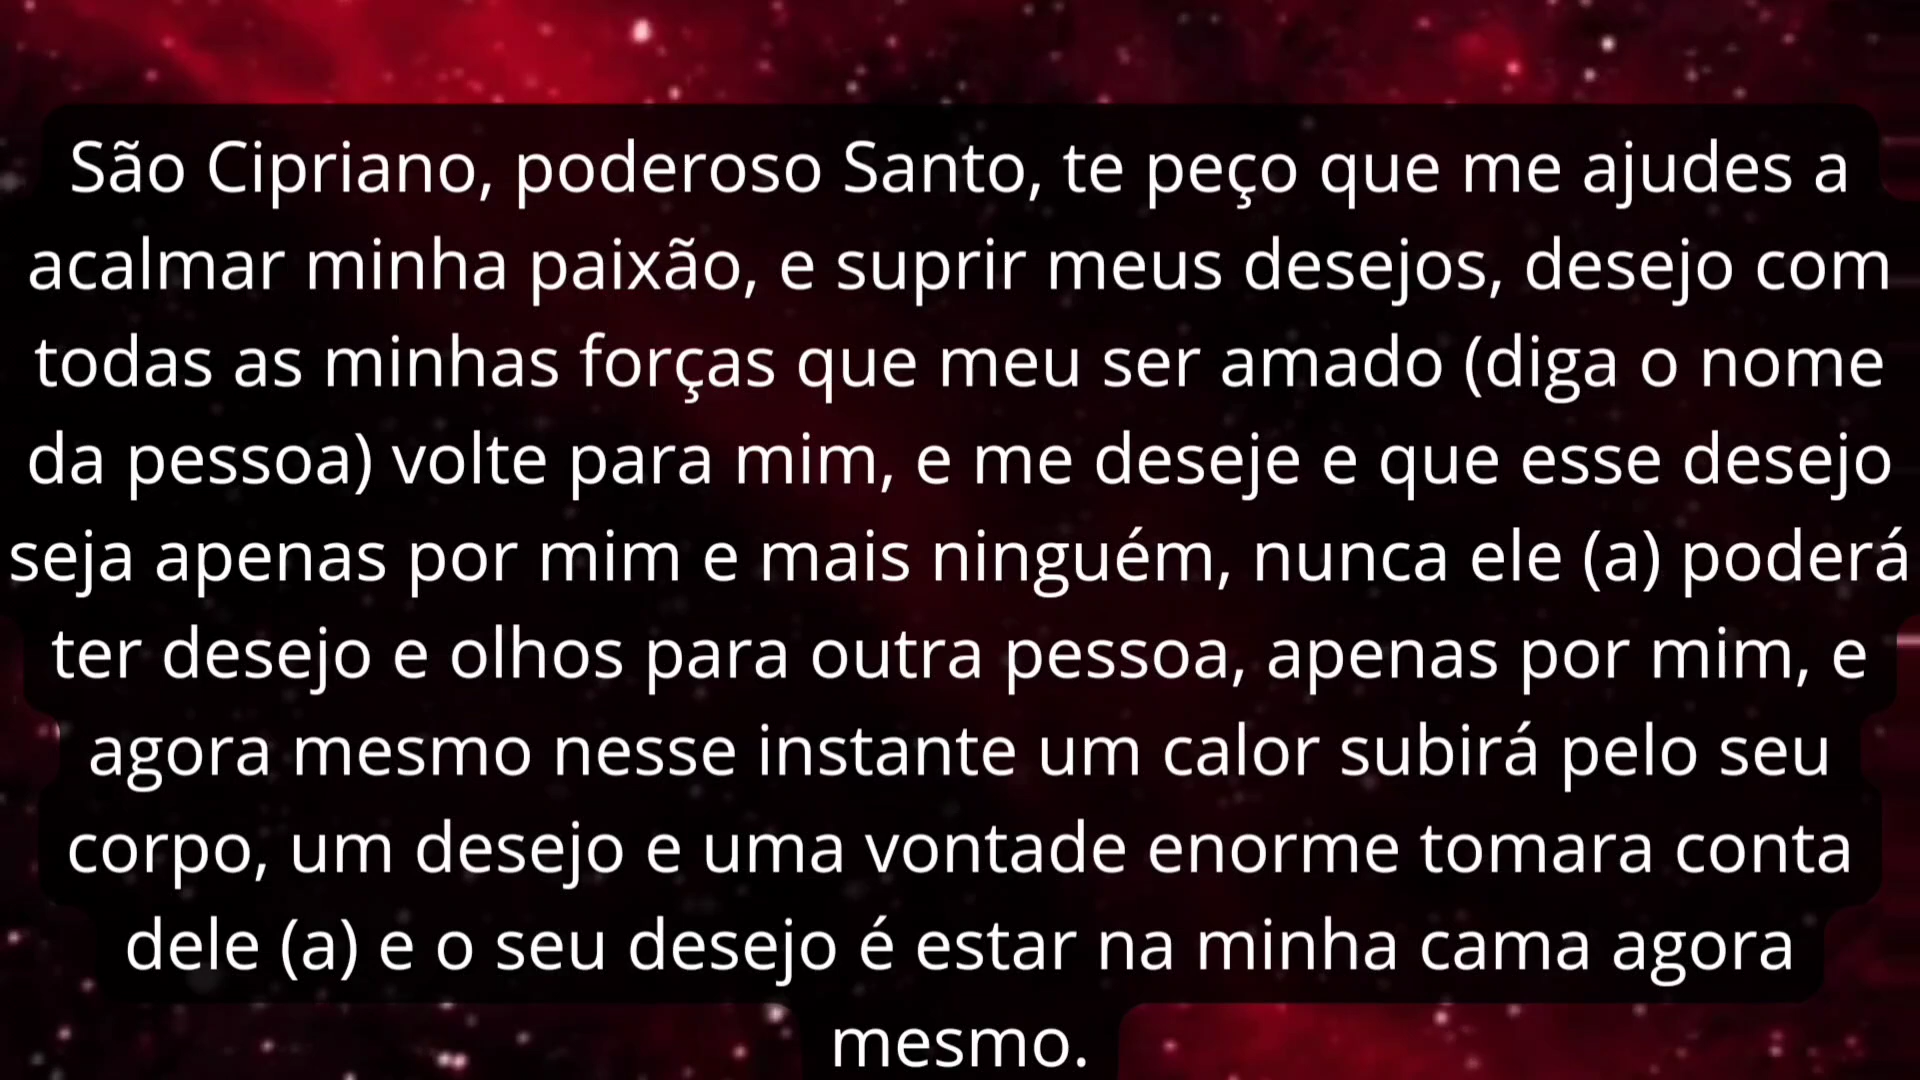 São Cipriano, poderoso Santo, te peço que me ajudes a
acalmar minha paixão, e suprir meus desejos, desejo com
todas as minhas forças que meu ser amado (diga o nome
da pessoa) volte para mim, e me deseje e que esse desejo
seja apenas por mim e mais ninguém, nunca ele (a) poderá
ter desejo e olhos para outra pessoa, apenas por mim, e
agora mesmo nesse instante um calor subirá pelo seu
corpo, um desejo e uma vontade enorme tomara conta
dele (a) e o seu desejo é estar na minha cama agora
mesmo.